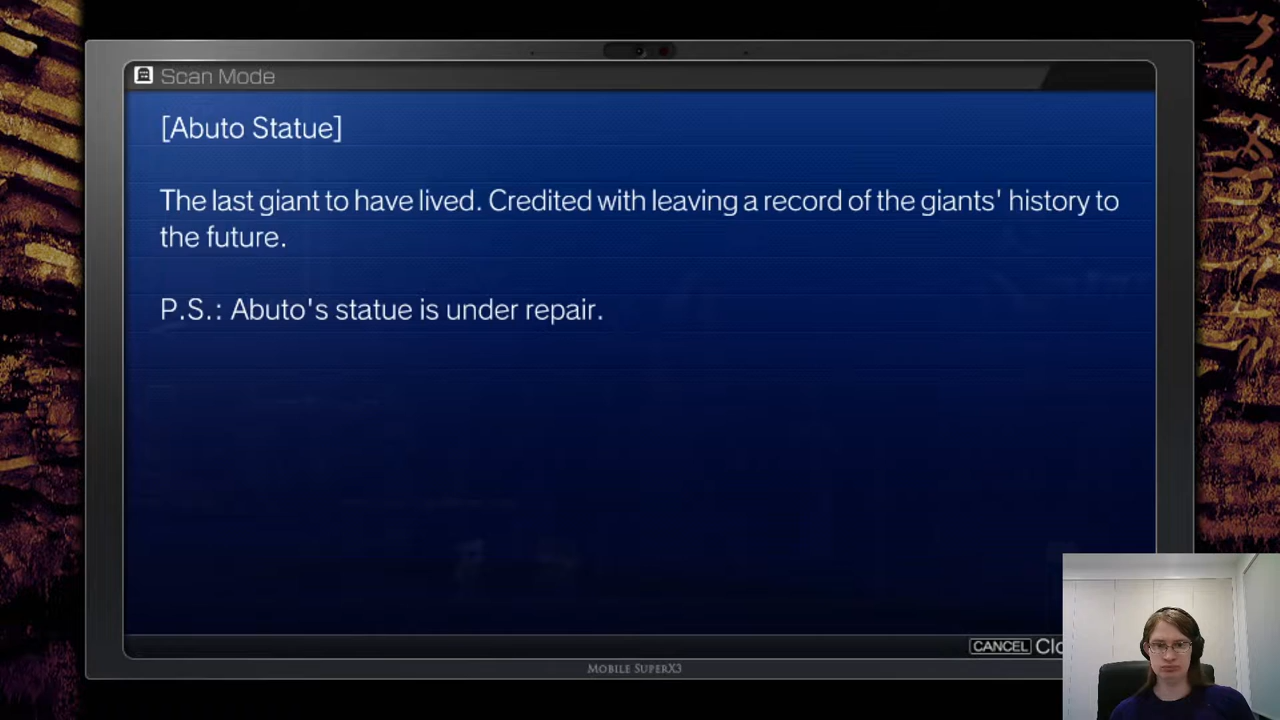 Scan Mode
[Abuto Statue]
The last giant to have lived. Credited with leaving a record of the giants' history to
the future.
P.S.: Abuto's statue is under repair.
CANCEL Clo
MOBILE SUPERX3